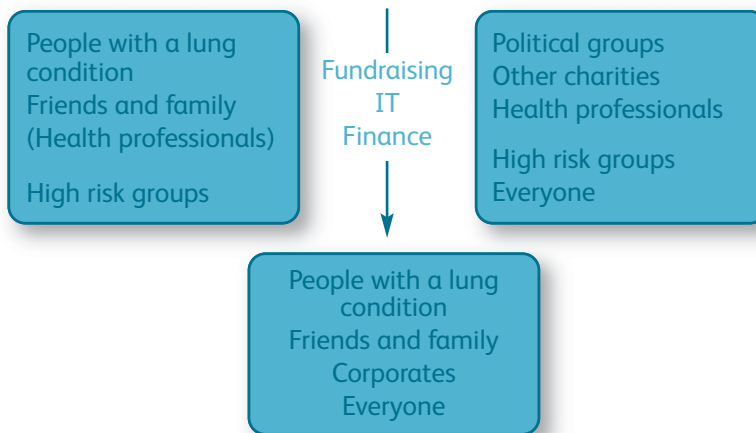 People with a lung
condition
Friends and family
(Health professionals)
High risk groups
Fundraising
IT
Finance
Political groups
Other charities
Health professionals
High risk groups
Everyone
People with a lung
condition
Friends and family
Corporates
Everyone